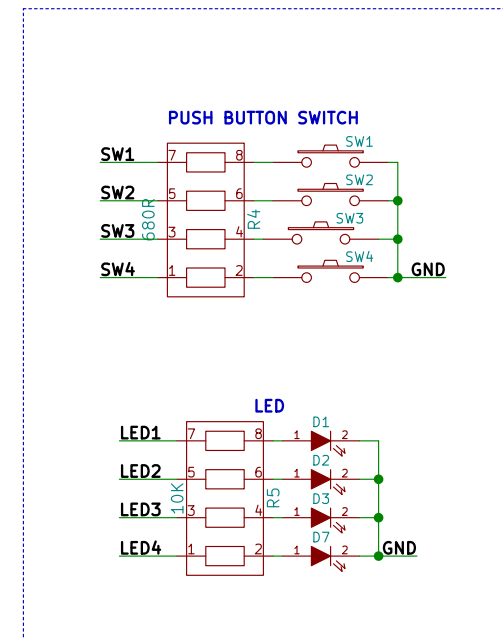 PUSH BUTTON SWITCH
SW1 7 8 SW1
SW2 5 6 SW2
680R R4
SW3 3 4 SW3
SW4 1 2 SW4 GND
LED
LED1 7 8 1 D1 2
LED2 5 6 1 D2 2
10K R5
LED3 3 4 1 D3 2
LED4 1 2 1 D7 2 GND